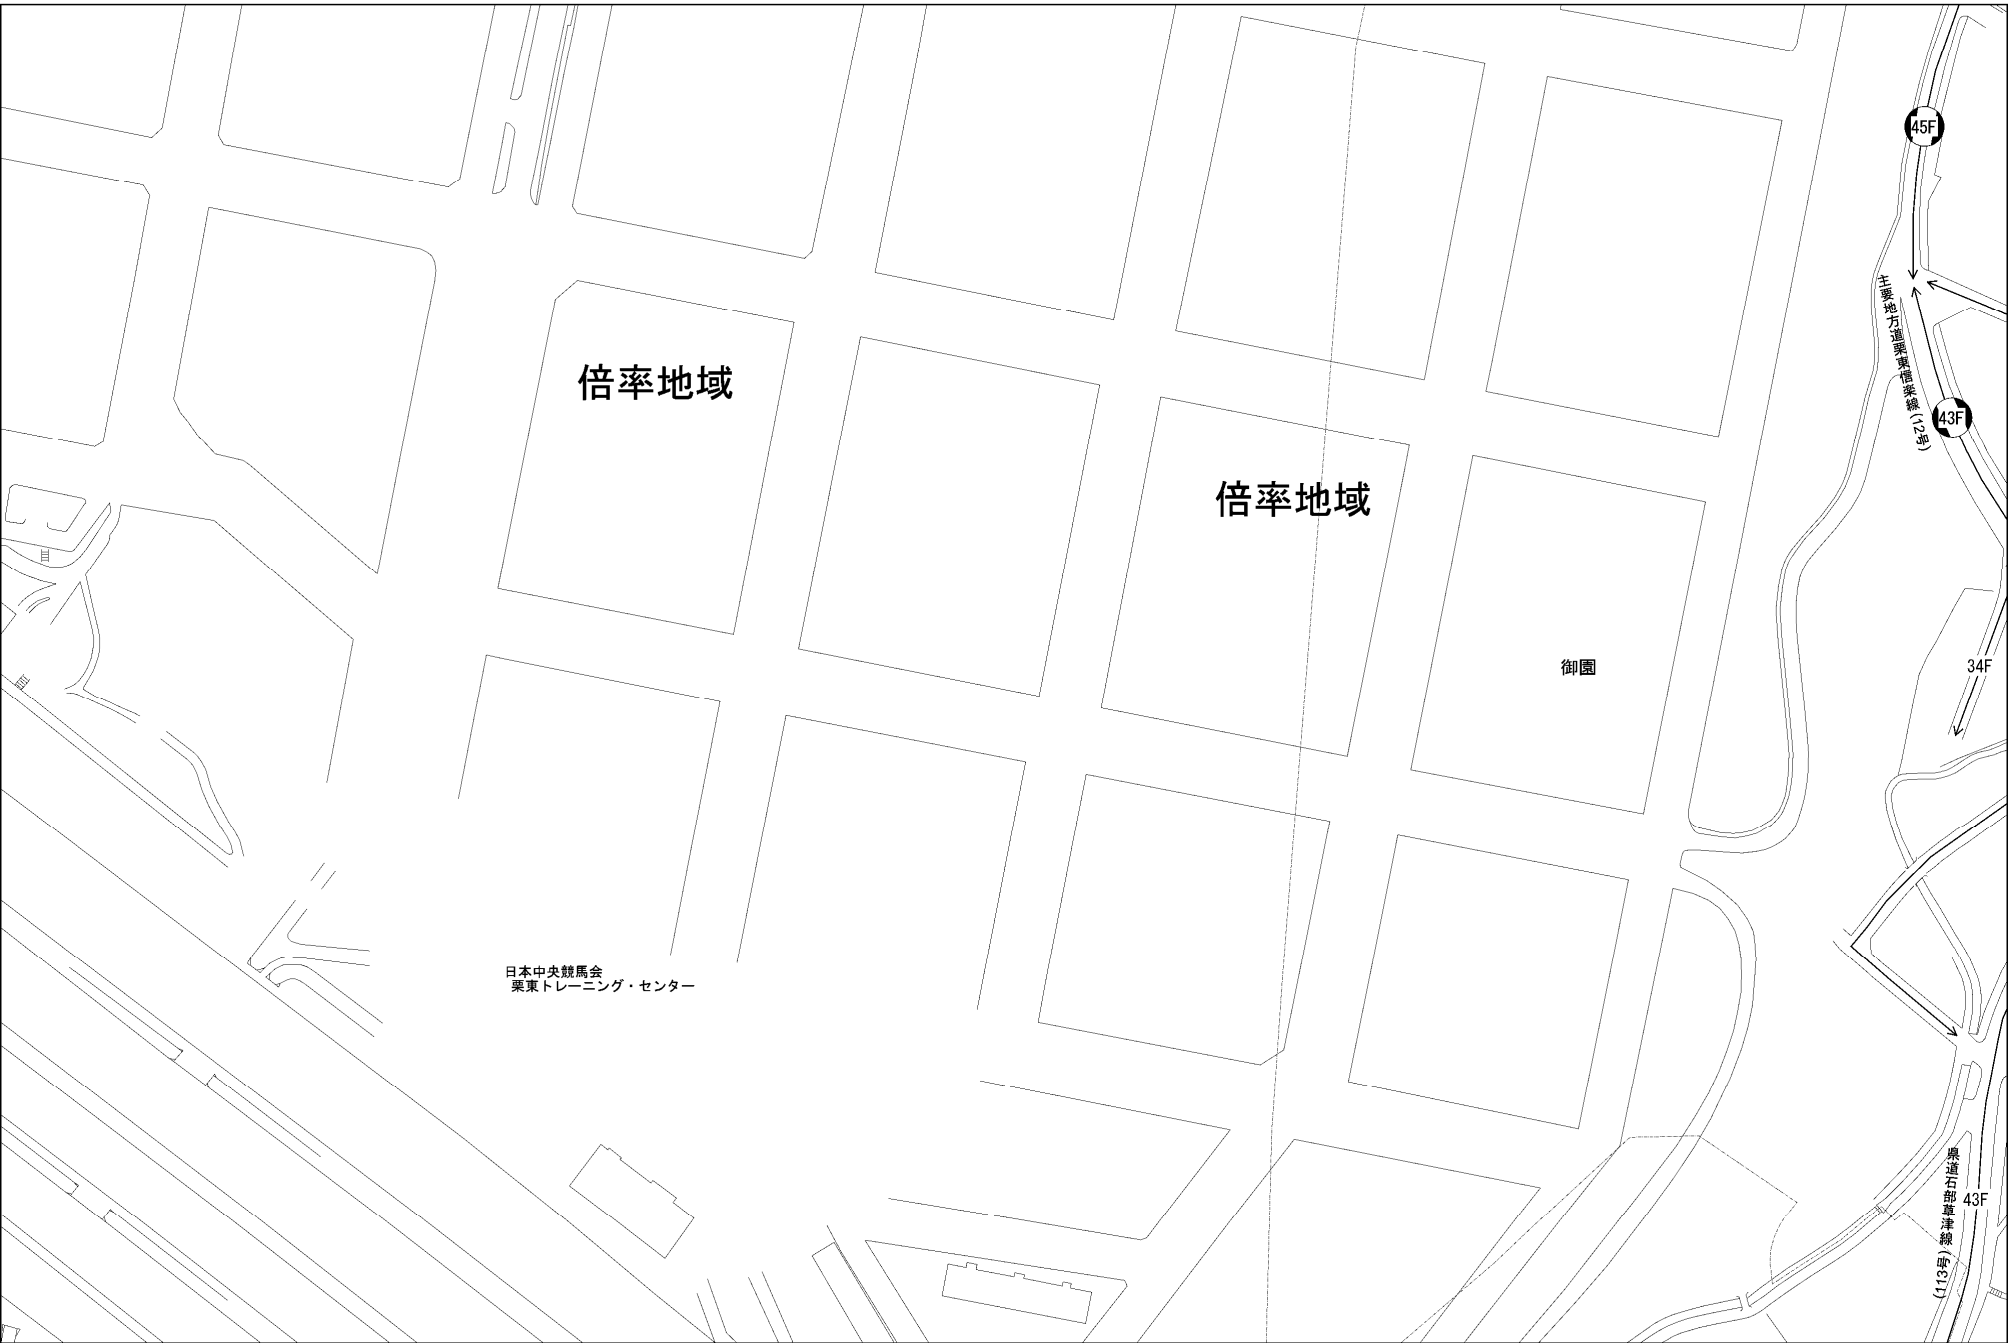 45F
主要地方道栗東信楽線(12号)
倍率地域
43F
倍率地域
御園
34F
日本中央競馬会
栗東トレーニング・センター
県道石部草津線(113号)
43F